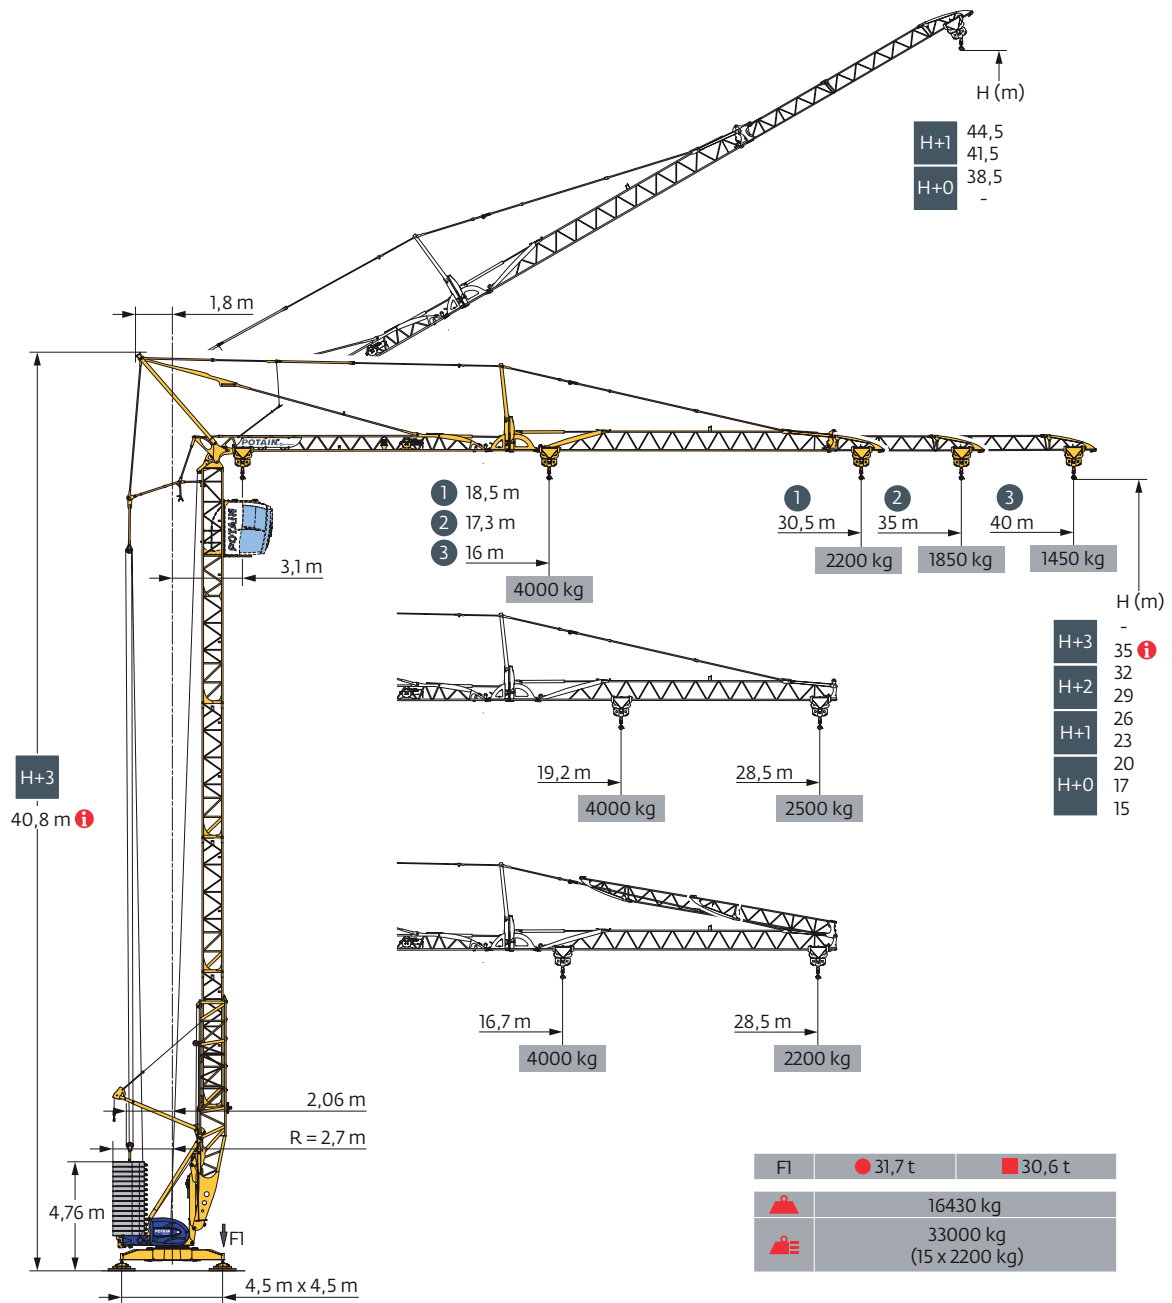 H (m)
H+1 44,5
41,5
H+0 38,5
-
1,8 m
POTAIN
POTAIN
1 18,5 m
2 17,3 m
3 16 m
4000 kg
1
30,5 m
2200 kg
2
35 m
1850 kg
3
40 m
1450 kg
3,1 m
H (m)
-
H+3
35 i
H+2
32
29
H+1
26
23
H+0
20
17
15
19,2 m
4000 kg
28,5 m
2500 kg
H+3
40,8 m i
16,7 m
4000 kg
28,5 m
2200 kg
2,06 m
R = 2,7 m
4,76 m
POTAIN
F1
4,5 m x 4,5 m
F1 31,7 t 30,6 t
16430 kg
33000 kg
(15 x 2200 kg)